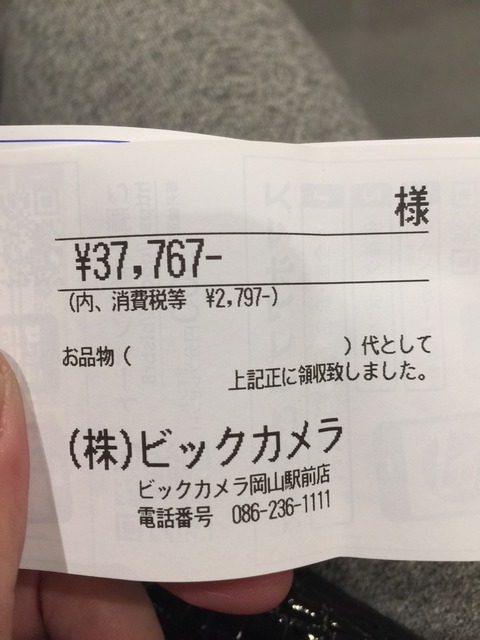 様
¥37,767-
(内、消費税等 ¥2,797-)
お品物( )代として
上記正に領収致しました。
(株)ビックカメラ
ビックカメラ岡山駅前店
電話番号 086-236-1111